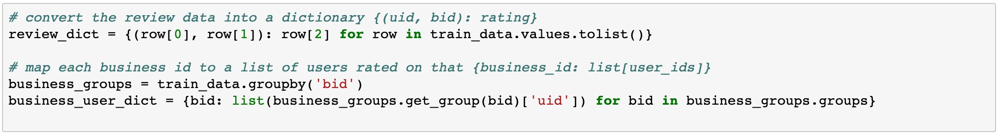 # convert the review data into a dictionary {(uid, bid): rating}
review_dict = {(row[0], row[1]): row[2] for row in train_data.values.tolist()}
# map each business id to a list of users rated on that {business_id: list[user_ids]}
business_groups = train_data.groupby('bid')
business_user_dict = {bid: list(business_groups.get_group(bid)['uid']) for bid in business_groups.groups}